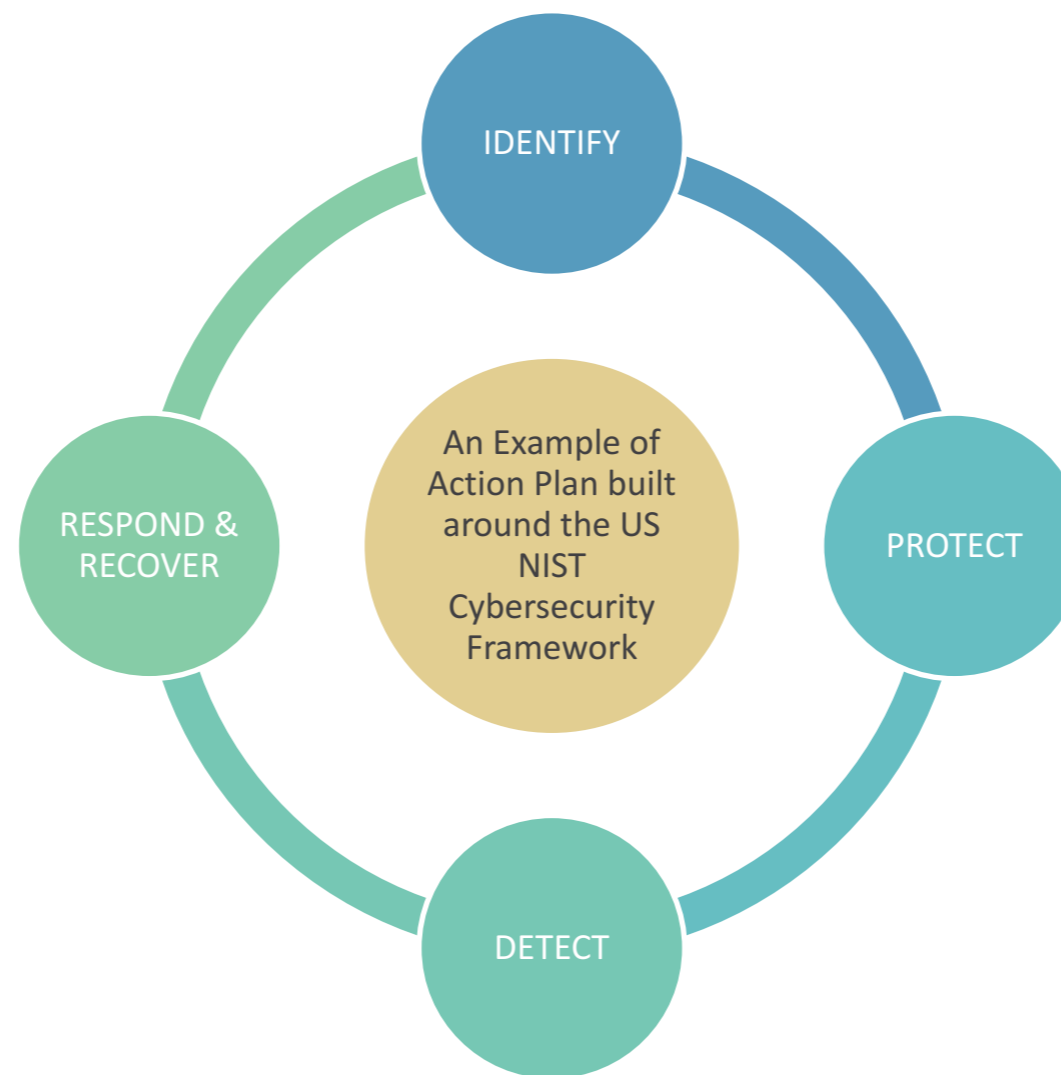 IDENTIFY
An Example of
Action Plan built
around the US
NIST
Cybersecurity
Framework
RESPOND &
RECOVER
PROTECT
DETECT